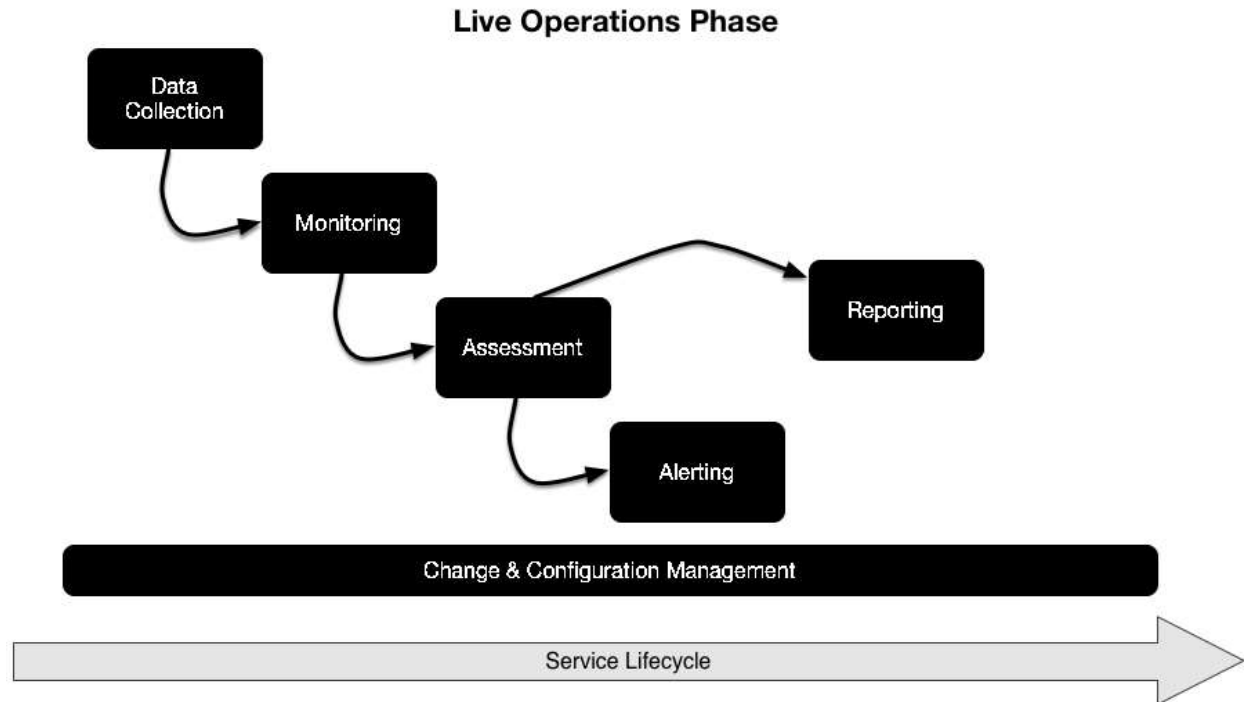 Live Operations Phase
Data
Collection
Monitoring
Assessment
Reporting
Alerting
Change & Configuration Management
Service Lifecycle